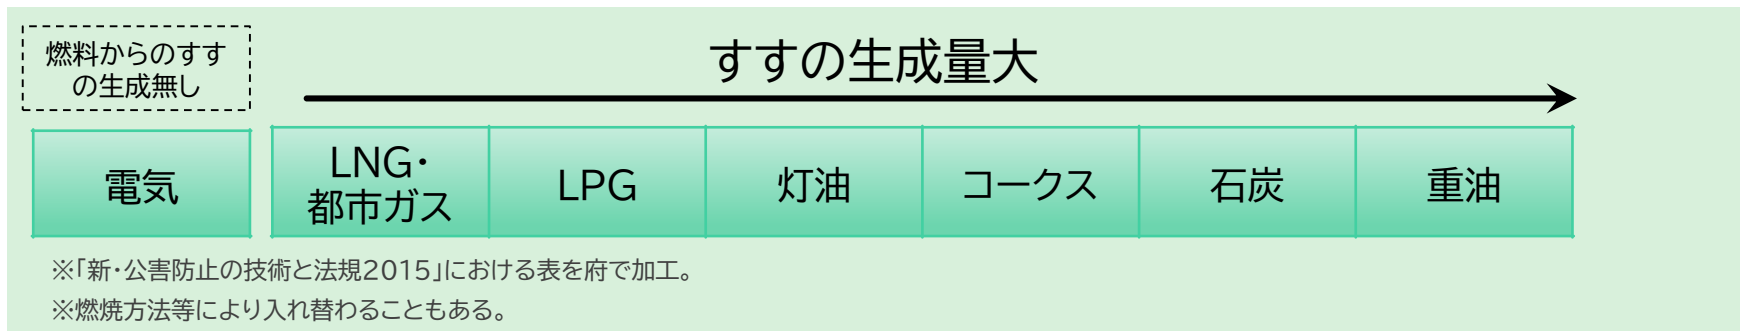 燃料からのすす
の生成無し
すすの生成量大
電気
LNG・
都市ガス
LPG
灯油
コークス
石炭
重油
※「新・公害防止の技術と法規2015」における表を府で加工。
※燃焼方法等により入れ替わることもある。